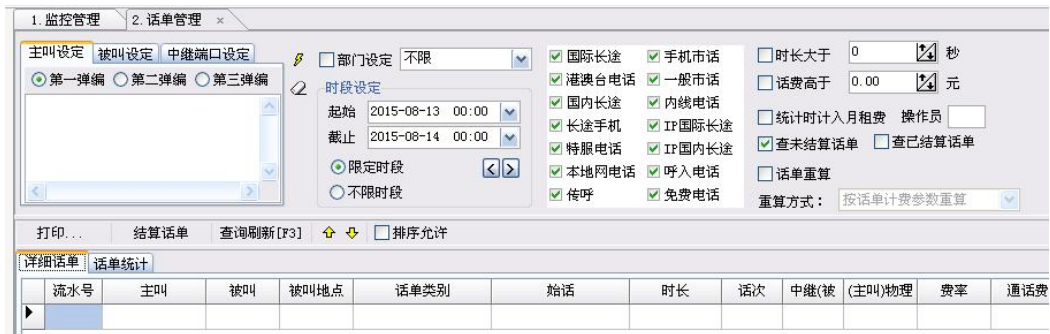 1. 监控管理 2. 话单管理 ×
主叫设定 被叫设定 中继端口设定
第一弹编 第二弹编 第三弹编
部门设定 不限
时段设定
起始 2015-08-13 00:00
截止 2015-08-14 00:00
限定时段
不限时段
国际长途 手机市话
港澳台电话 一般市话
国内长途 内线电话
长途手机 IP国际长途
特服电话 IP国内长途
本地网电话 呼入电话
传呼 免费电话
时长大于 0 秒
话费高于 0.00 元
统计时计入月租费 操作员
查未结算话单 查已结算话单
话单重算
重算方式： 按话单计费参数重算
打印... 结算话单 查询刷新[F3] 排序允许
详细话单 话单统计
流水号 主叫 被叫 被叫地点 话单类别 始话 时长 话次 中继(被 (主叫)物理 费率 通话费